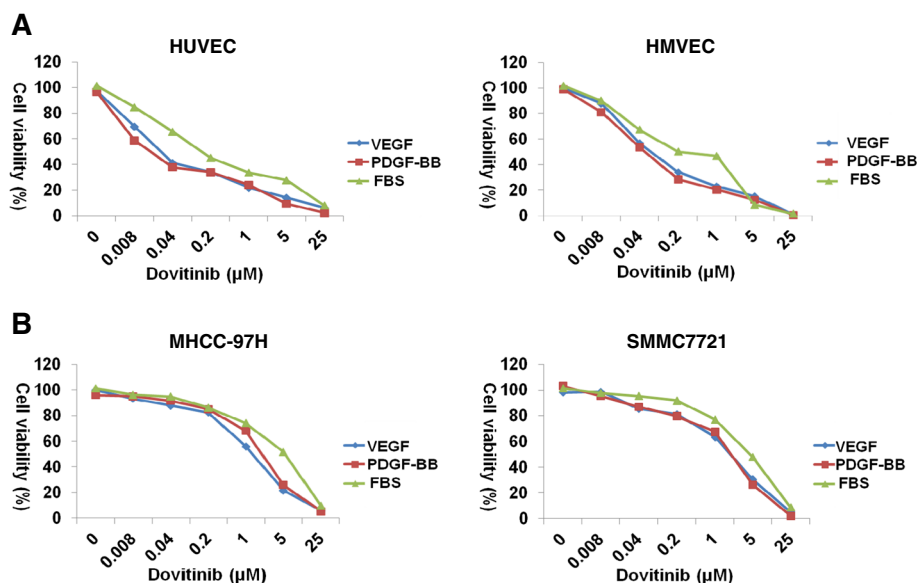 A
HUVEC
Cell viability (%)
120
100
80
60
40
20
0
0 0.008 0.04 0.2 1 5 25
Dovitinib (µM)
VEGF
PDGF-BB
FBS
HMVEC
Cell viability (%)
120
100
80
60
40
20
0
0 0.008 0.04 0.2 1 5 25
Dovitinib (µM)
VEGF
PDGF-BB
FBS
B
MHCC-97H
Cell viability (%)
120
100
80
60
40
20
0
0 0.008 0.04 0.2 1 5 25
Dovitinib (µM)
VEGF
PDGF-BB
FBS
SMMC7721
Cell viability (%)
120
100
80
60
40
20
0
0 0.008 0.04 0.2 1 5 25
Dovitinib (µM)
VEGF
PDGF-BB
FBS